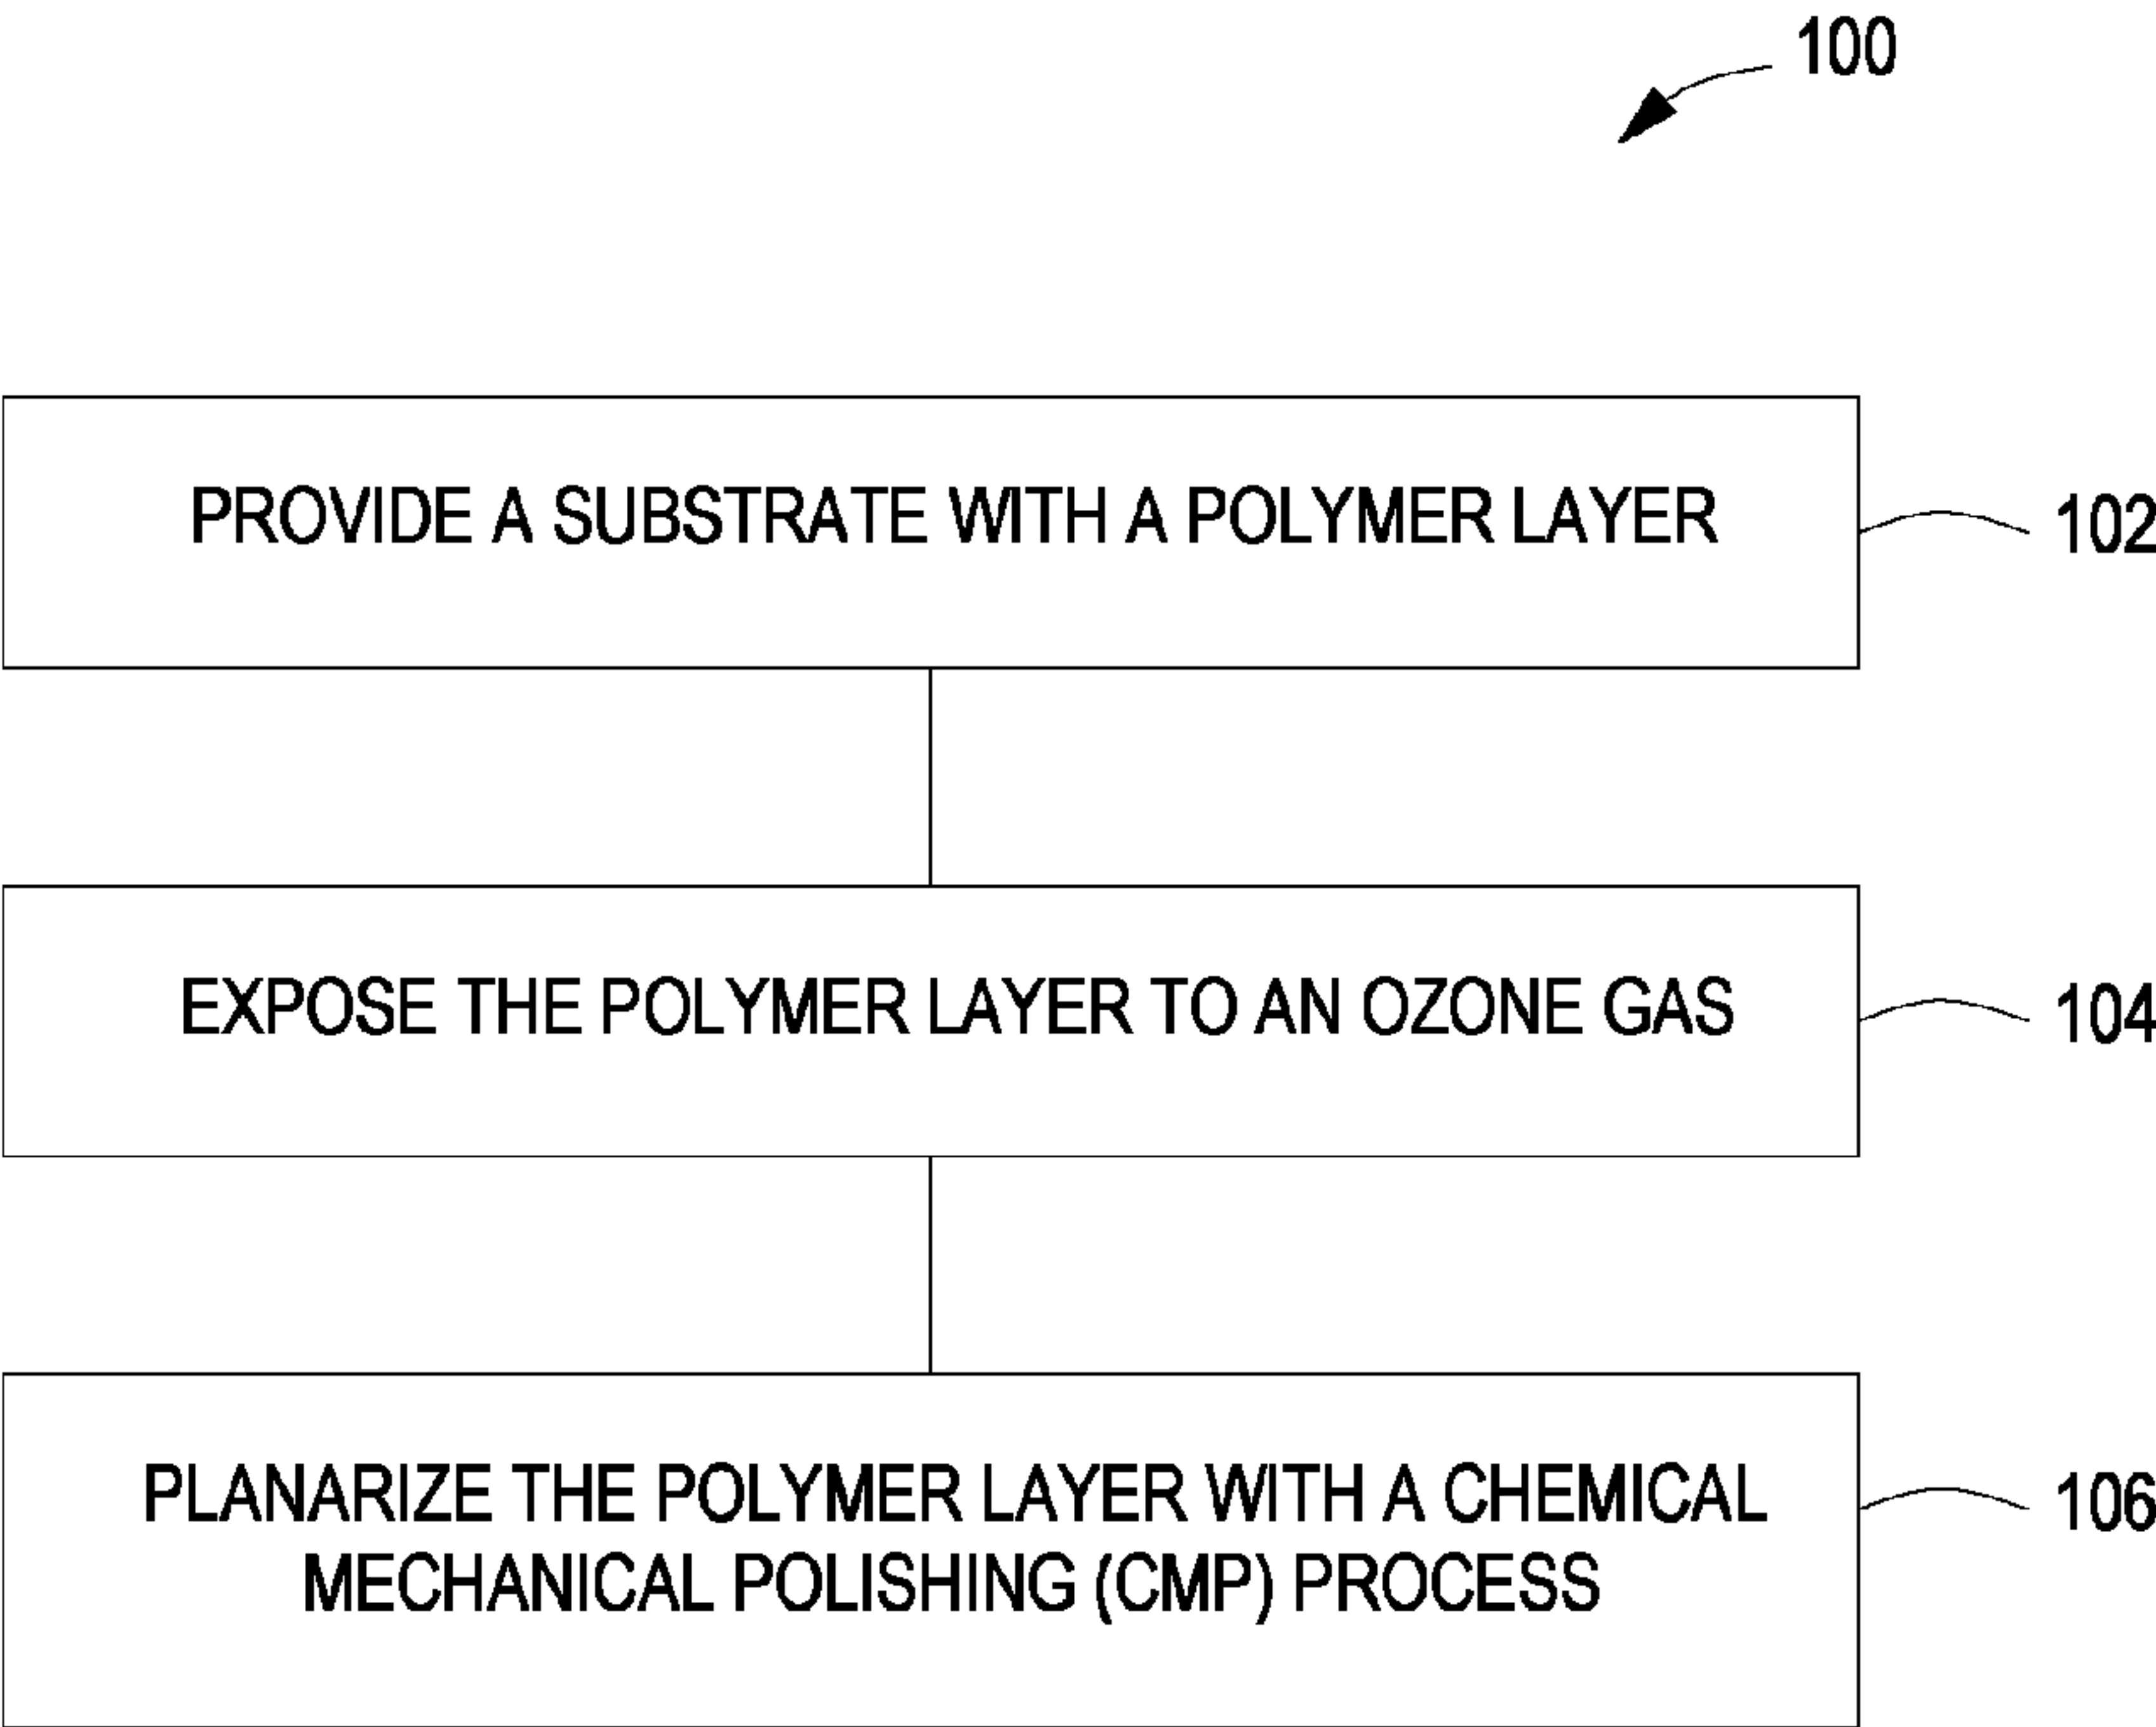 100
PROVIDE A SUBSTRATE WITH A POLYMER LAYER
102
EXPOSE THE POLYMER LAYER TO AN OZONE GAS
104
PLANARIZE THE POLYMER LAYER WITH A CHEMICAL
MECHANICAL POLISHING (CMP) PROCESS
106